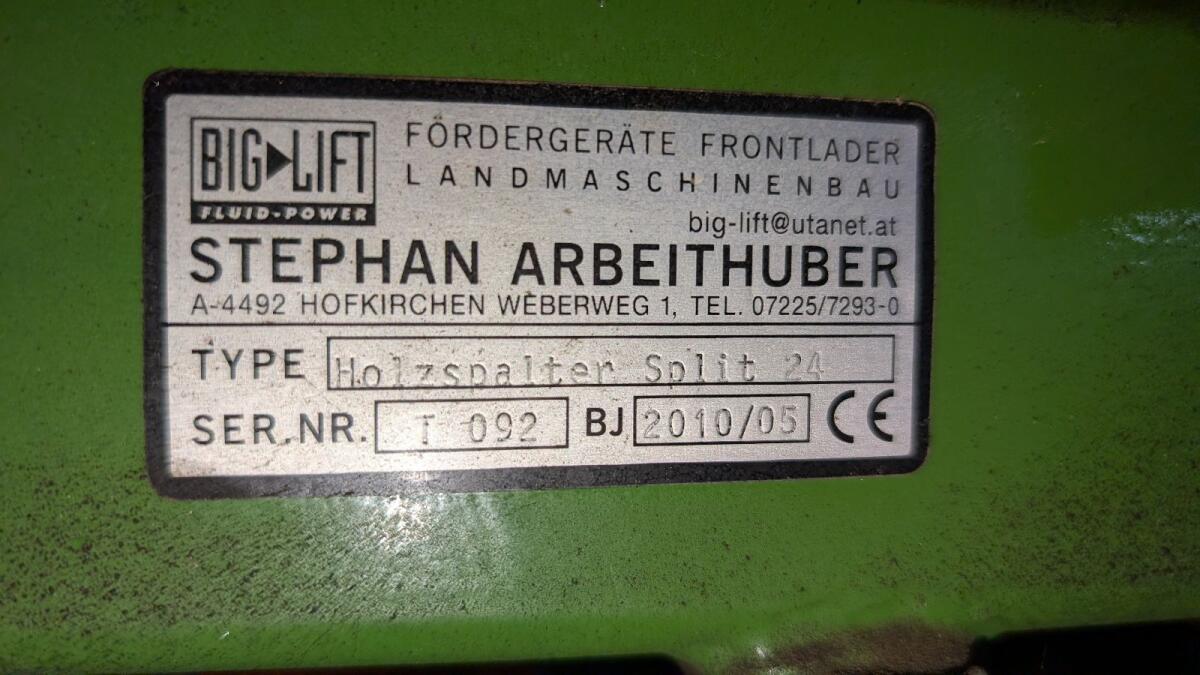 BIG▶LIFT
FLUID-POWER
FÖRDERGERÄTE FRONTLADER
LANDMASCHINENBAU
big-lift@utanet.at
STEPHAN ARBEITHUBER
A-4492 HOFKIRCHEN WEBERWEG 1, TEL. 07225/7293-0
TYPE Holzspalter Split 24
SER.NR. T 092 BJ 2010/05 CE